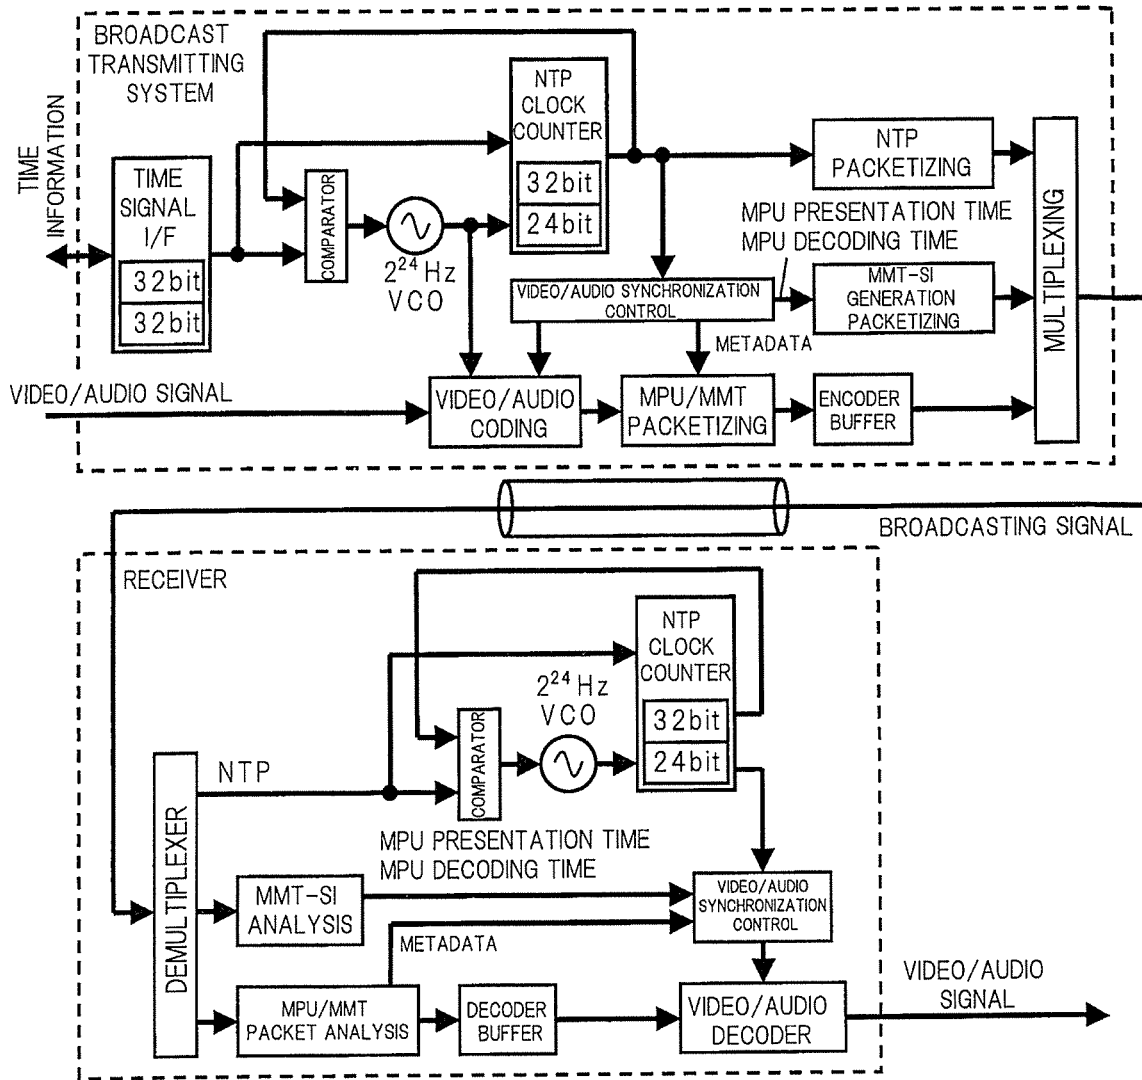 BROADCAST
TRANSMITTING
SYSTEM
TIME
INFORMATION
TIME
SIGNAL
I/F
32bit
32bit
COMPARATOR
2²⁴ Hz
VCO
NTP
CLOCK
COUNTER
32bit
24bit
NTP
PACKETIZING
MPU PRESENTATION TIME
MPU DECODING TIME
VIDEO/AUDIO SYNCHRONIZATION
CONTROL
MMT-SI
GENERATION
PACKETIZING
METADATA
MULTIPLEXING
VIDEO/AUDIO SIGNAL
VIDEO/AUDIO
CODING
MPU/MMT
PACKETIZING
ENCODER
BUFFER
BROADCASTING SIGNAL
RECEIVER
NTP
CLOCK
COUNTER
32bit
24bit
2²⁴ Hz
VCO
COMPARATOR
NTP
DEMULTIPLEXER
MPU PRESENTATION TIME
MPU DECODING TIME
MMT-SI
ANALYSIS
VIDEO/AUDIO
SYNCHRONIZATION
CONTROL
METADATA
MPU/MMT
PACKET ANALYSIS
DECODER
BUFFER
VIDEO/AUDIO
DECODER
VIDEO/AUDIO
SIGNAL